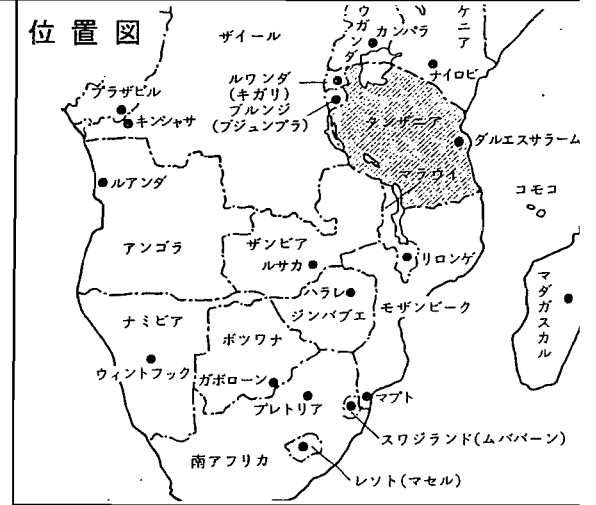 位置図
ザイール
ウガンダ
カンパラ
ケニア
ナイロビ
ルワンダ
(キガリ)
ブルンジ
(ブジュンブラ)
タンザニア
ダルエスサラーム
ブラザビル
キンシャサ
マラウイ
コモコ
ルアンダ
アンゴラ
ザンビア
ルサカ
リロンゲ
ハラレ
ジンバブエ
モザンビーク
マダガスカル
ナミビア
ボツワナ
ウィントフック
ガボローン
プレトリア
マプト
スワジランド(ムババーン)
南アフリカ
レソト(マセル)